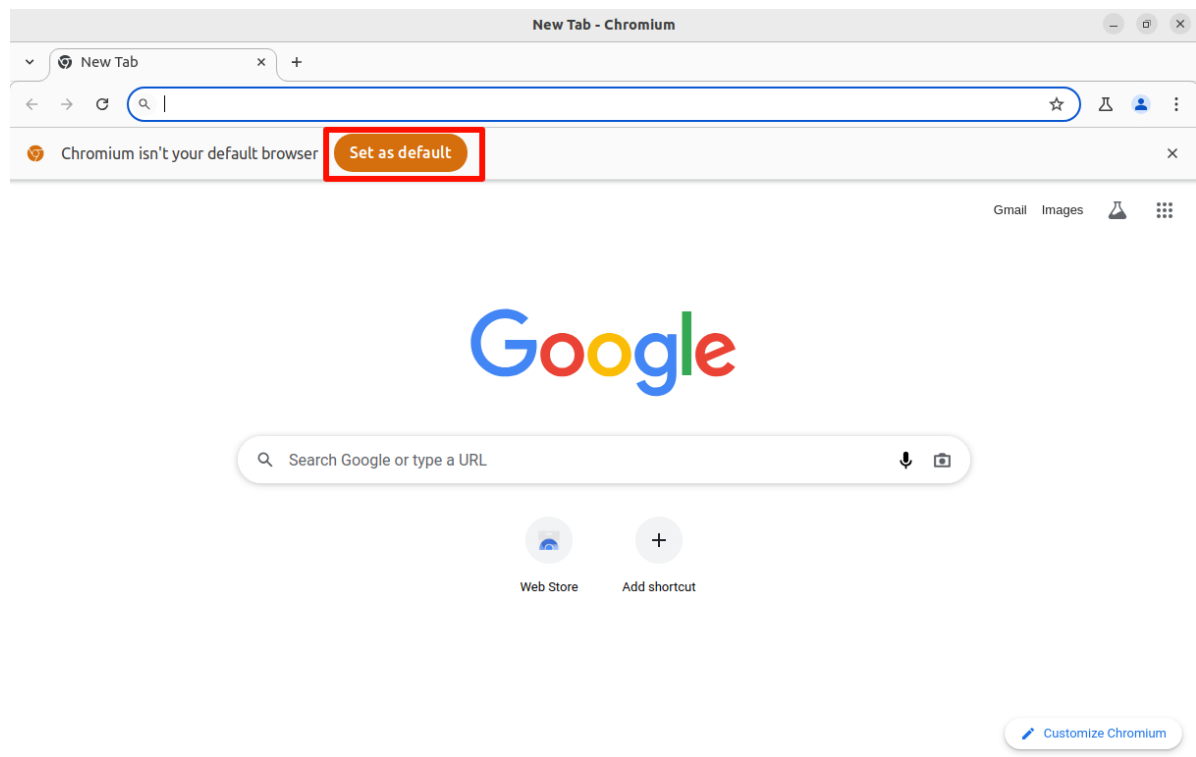 New Tab - Chromium
New Tab
Chromium isn't your default browser Set as default
Gmail Images
Google
Search Google or type a URL
Web Store Add shortcut
Customize Chromium